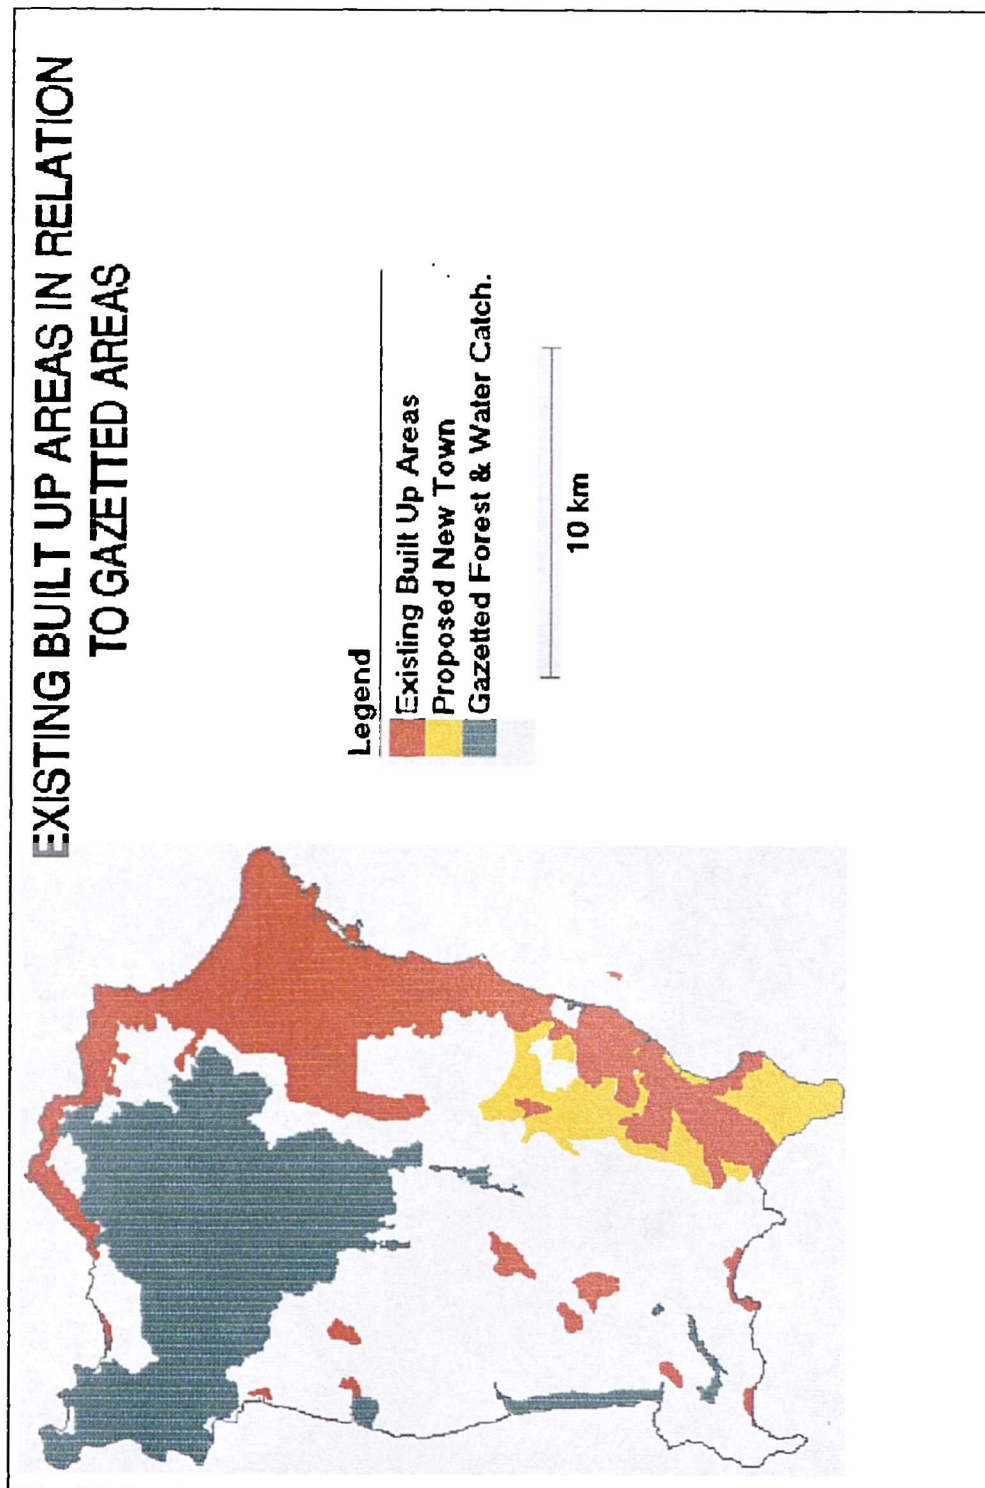 EXISTING BUILT UP AREAS IN RELATION
TO GAZETTED AREAS
Legend
Existing Built Up Areas
Proposed New Town
Gazetted Forest & Water Catch.
10 km